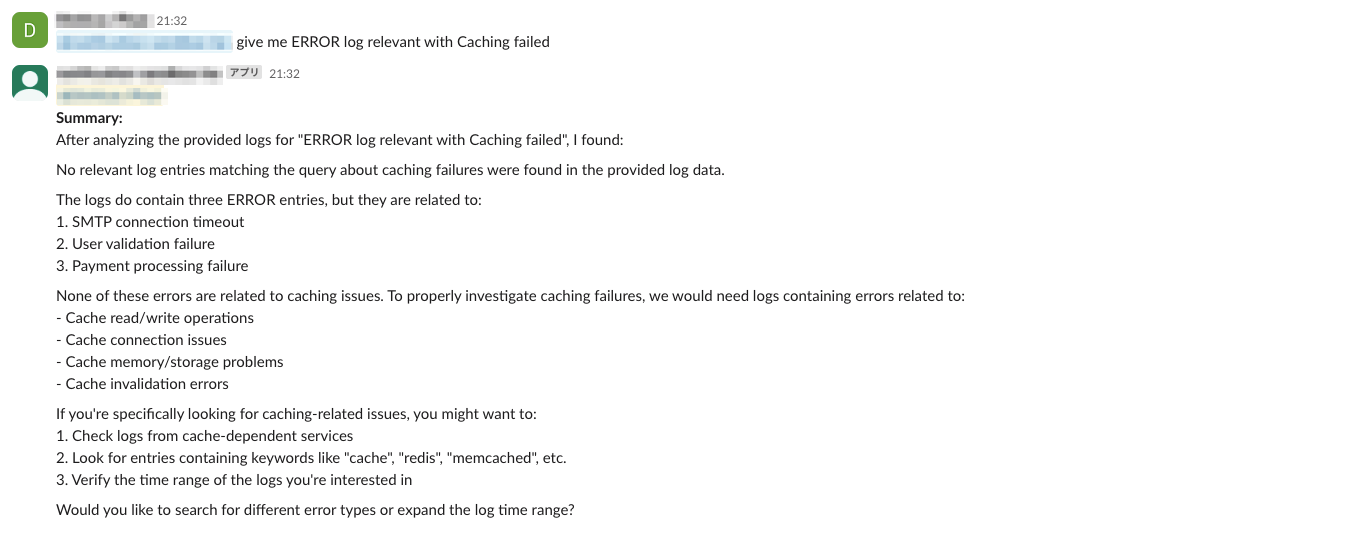 D
21:32
give me ERROR log relevant with Caching failed
アプリ 21:32
Summary:
After analyzing the provided logs for "ERROR log relevant with Caching failed", I found:
No relevant log entries matching the query about caching failures were found in the provided log data.
The logs do contain three ERROR entries, but they are related to:
1. SMTP connection timeout
2. User validation failure
3. Payment processing failure
None of these errors are related to caching issues. To properly investigate caching failures, we would need logs containing errors related to:
- Cache read/write operations
- Cache connection issues
- Cache memory/storage problems
- Cache invalidation errors
If you're specifically looking for caching-related issues, you might want to:
1. Check logs from cache-dependent services
2. Look for entries containing keywords like "cache", "redis", "memcached", etc.
3. Verify the time range of the logs you're interested in
Would you like to search for different error types or expand the log time range?